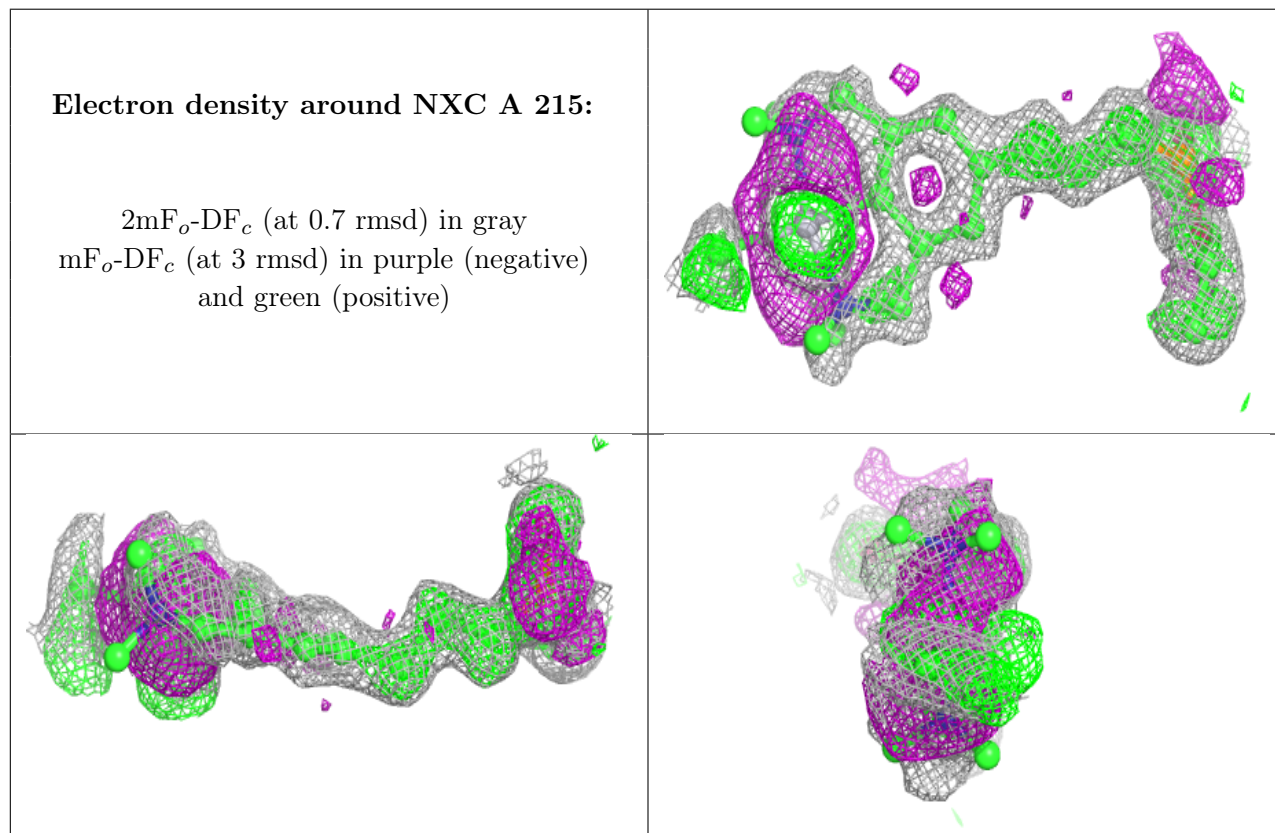 Electron density around NXC A 215:
2mFo-DFc (at 0.7 rmsd) in gray
mFo-DFc (at 3 rmsd) in purple (negative)
and green (positive)